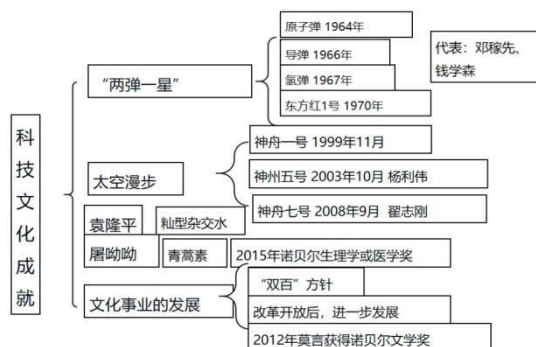 科技文化成就
“两弹一星”
原子弹 1964年
导弹 1966年
氢弹 1967年
东方红1号 1970年
代表：邓稼先、
钱学森
太空漫步
神舟一号 1999年11月
神州五号 2003年10月 杨利伟
神舟七号 2008年9月 翟志刚
袁隆平
籼型杂交水
屠呦呦
青蒿素
2015年诺贝尔生理学或医学奖
文化事业的发展
“双百”方针
改革开放后，进一步发展
2012年莫言获得诺贝尔文学奖